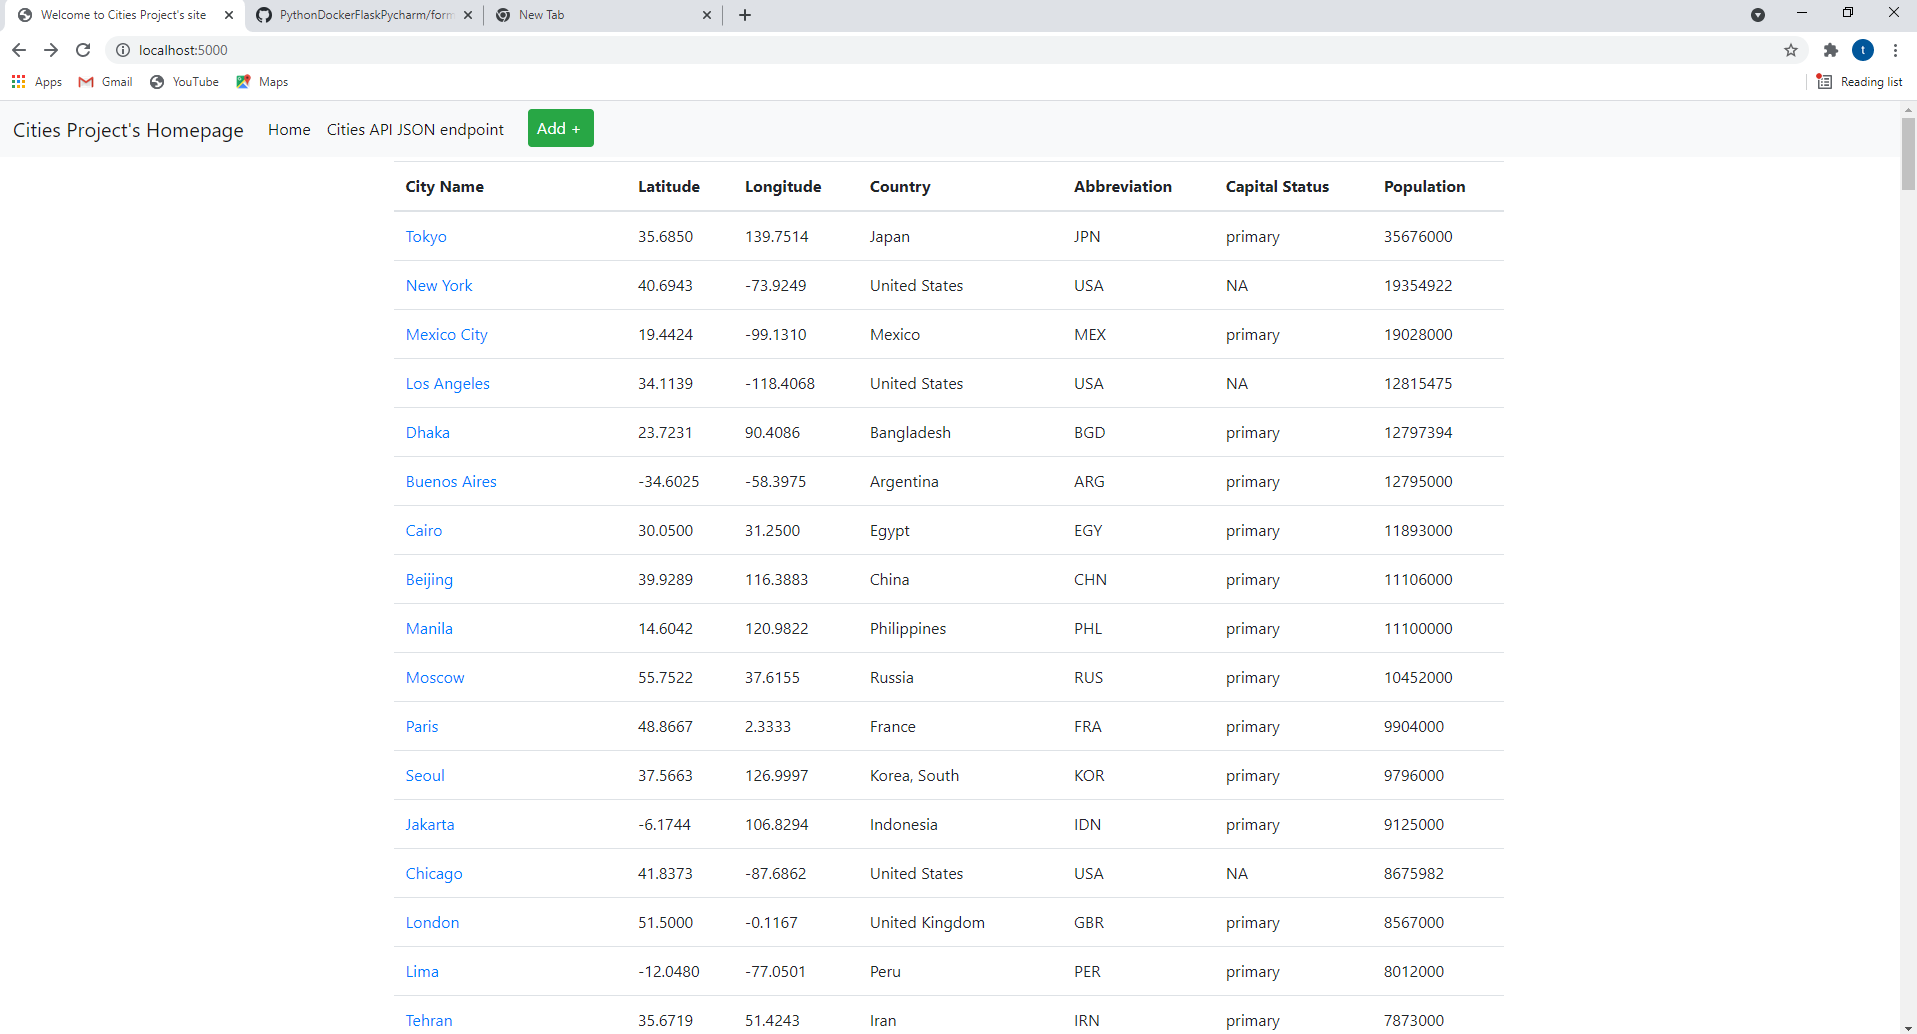 Welcome to Cities Project's site PythonDockerFlaskPycharm/form New Tab
localhost:5000 t
Apps Gmail YouTube Maps Reading list
Cities Project's Homepage Home Cities API JSON endpoint Add +
City Name Latitude Longitude Country Abbreviation Capital Status Population
Tokyo 35.6850 139.7514 Japan JPN primary 35676000
New York 40.6943 -73.9249 United States USA NA 19354922
Mexico City 19.4424 -99.1310 Mexico MEX primary 19028000
Los Angeles 34.1139 -118.4068 United States USA NA 12815475
Dhaka 23.7231 90.4086 Bangladesh BGD primary 12797394
Buenos Aires -34.6025 -58.3975 Argentina ARG primary 12795000
Cairo 30.0500 31.2500 Egypt EGY primary 11893000
Beijing 39.9289 116.3883 China CHN primary 11106000
Manila 14.6042 120.9822 Philippines PHL primary 11100000
Moscow 55.7522 37.6155 Russia RUS primary 10452000
Paris 48.8667 2.3333 France FRA primary 9904000
Seoul 37.5663 126.9997 Korea, South KOR primary 9796000
Jakarta -6.1744 106.8294 Indonesia IDN primary 9125000
Chicago 41.8373 -87.6862 United States USA NA 8675982
London 51.5000 -0.1167 United Kingdom GBR primary 8567000
Lima -12.0480 -77.0501 Peru PER primary 8012000
Tehran 35.6719 51.4243 Iran IRN primary 7873000